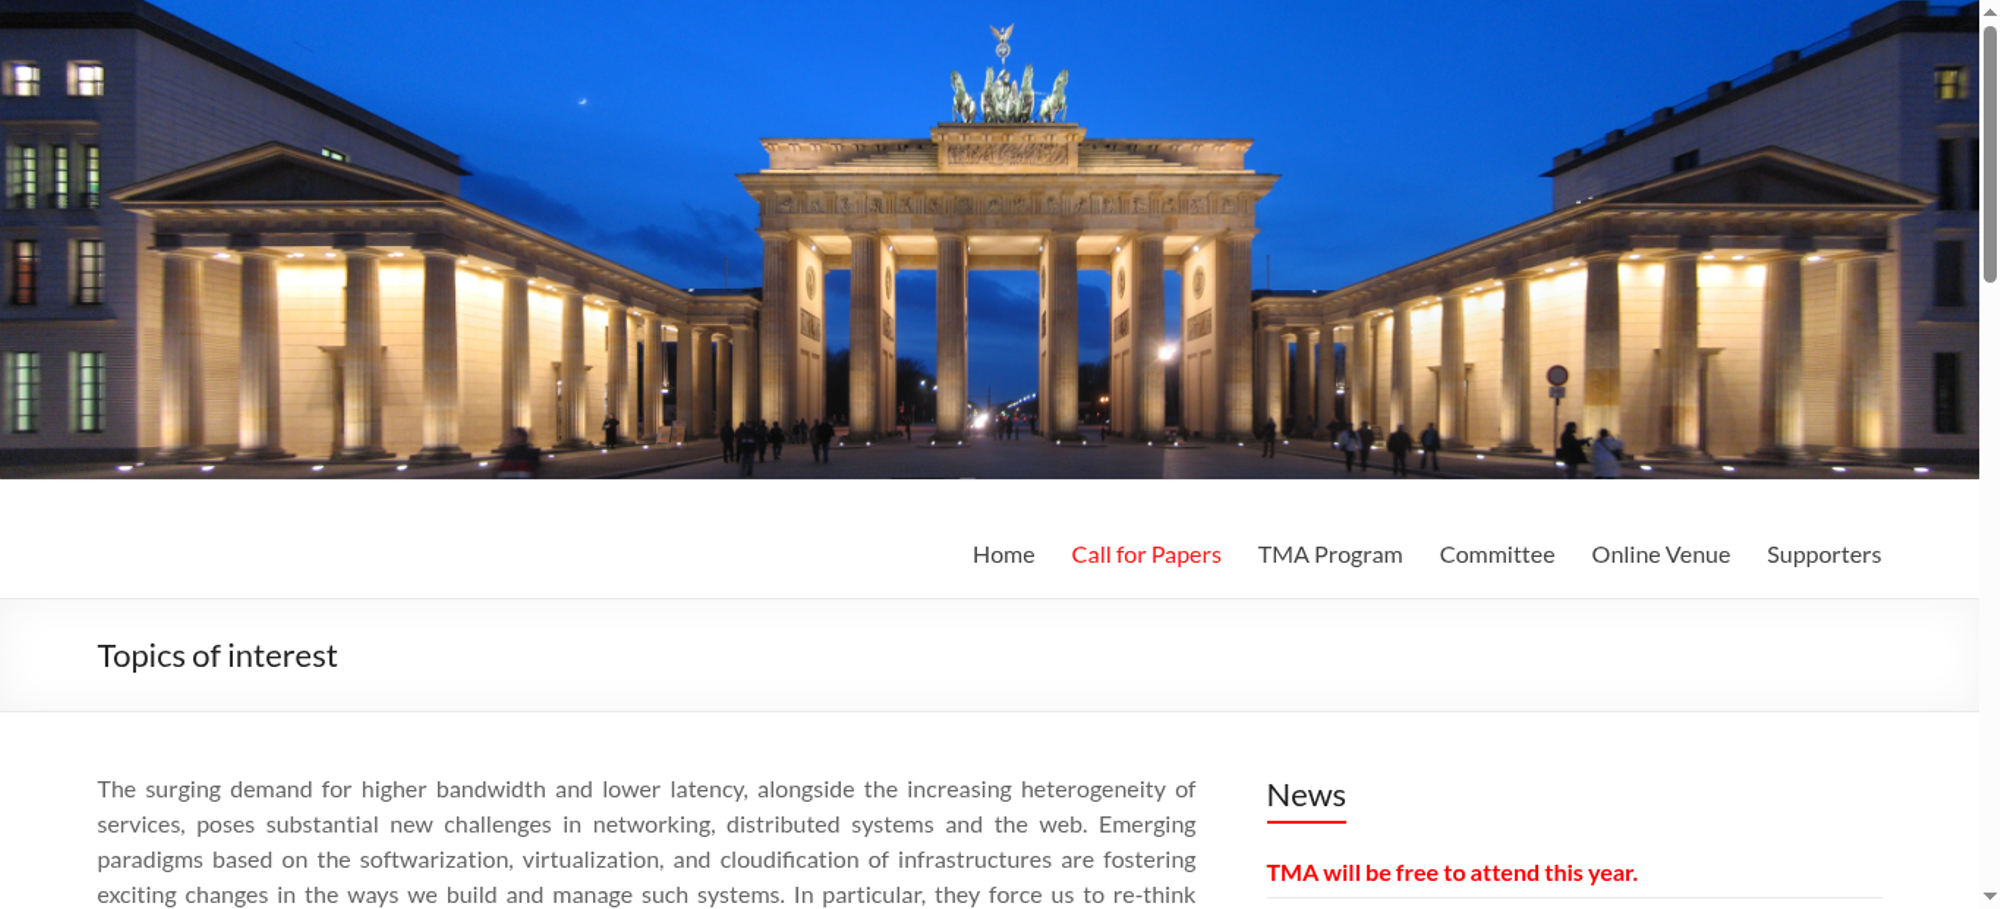 Home Call for Papers TMA Program Committee Online Venue Supporters
Topics of interest
The surging demand for higher bandwidth and lower latency, alongside the increasing heterogeneity of
services, poses substantial new challenges in networking, distributed systems and the web. Emerging
paradigms based on the softwarization, virtualization, and cloudification of infrastructures are fostering
exciting changes in the ways we build and manage such systems. In particular, they force us to re-think
News
TMA will be free to attend this year.